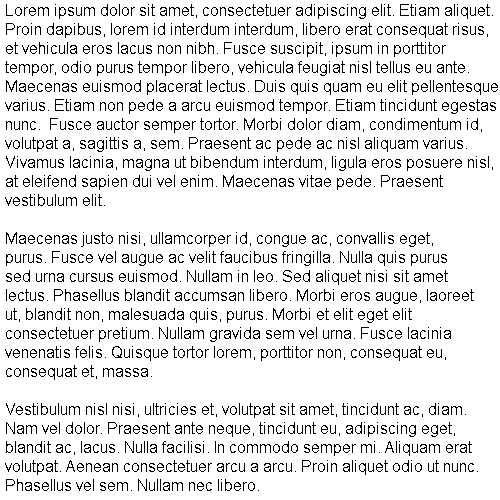 Lorem ipsum dolor sit amet, consectetuer adipiscing elit. Etiam aliquet.
Proin dapibus, lorem id interdum interdum, libero erat consequat risus,
et vehicula eros lacus non nibh. Fusce suscipit, ipsum in porttitor
tempor, odio purus tempor libero, vehicula feugiat nisl tellus eu ante.
Maecenas euismod placerat lectus. Duis quis quam eu elit pellentesque
varius. Etiam non pede a arcu euismod tempor. Etiam tincidunt egestas
nunc.  Fusce auctor semper tortor. Morbi dolor diam, condimentum id,
volutpat a, sagittis a, sem. Praesent ac pede ac nisl aliquam varius.
Vivamus lacinia, magna ut bibendum interdum, ligula eros posuere nisl,
at eleifend sapien dui vel enim. Maecenas vitae pede. Praesent
vestibulum elit.

Maecenas justo nisi, ullamcorper id, congue ac, convallis eget,
purus. Fusce vel augue ac velit faucibus fringilla. Nulla quis purus
sed urna cursus euismod. Nullam in leo. Sed aliquet nisi sit amet
lectus. Phasellus blandit accumsan libero. Morbi eros augue, laoreet
ut, blandit non, malesuada quis, purus. Morbi et elit eget elit
consectetuer pretium. Nullam gravida sem vel urna. Fusce lacinia
venenatis felis. Quisque tortor lorem, porttitor non, consequat eu,
consequat et, massa.

Vestibulum nisl nisi, ultricies et, volutpat sit amet, tincidunt ac, diam.
Nam vel dolor. Praesent ante neque, tincidunt eu, adipiscing eget,
blandit ac, lacus. Nulla facilisi. In commodo semper mi. Aliquam erat
volutpat. Aenean consectetuer arcu a arcu. Proin aliquet odio ut nunc.
Phasellus vel sem. Nullam nec libero.